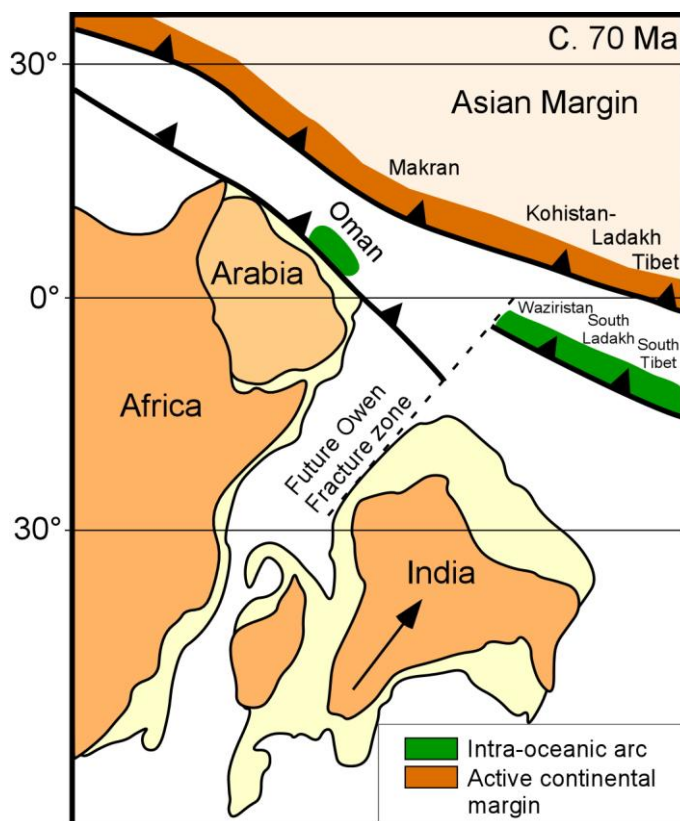 C. 70 Ma
30°
Asian Margin
Makran
Kohistan-
Ladakh
Tibet
Oman
Arabia
0°
Waziristan
South
Ladakh
South
Tibet
Africa
Future Owen
Fracture zone
30°
India
Intra-oceanic arc
Active continental
margin